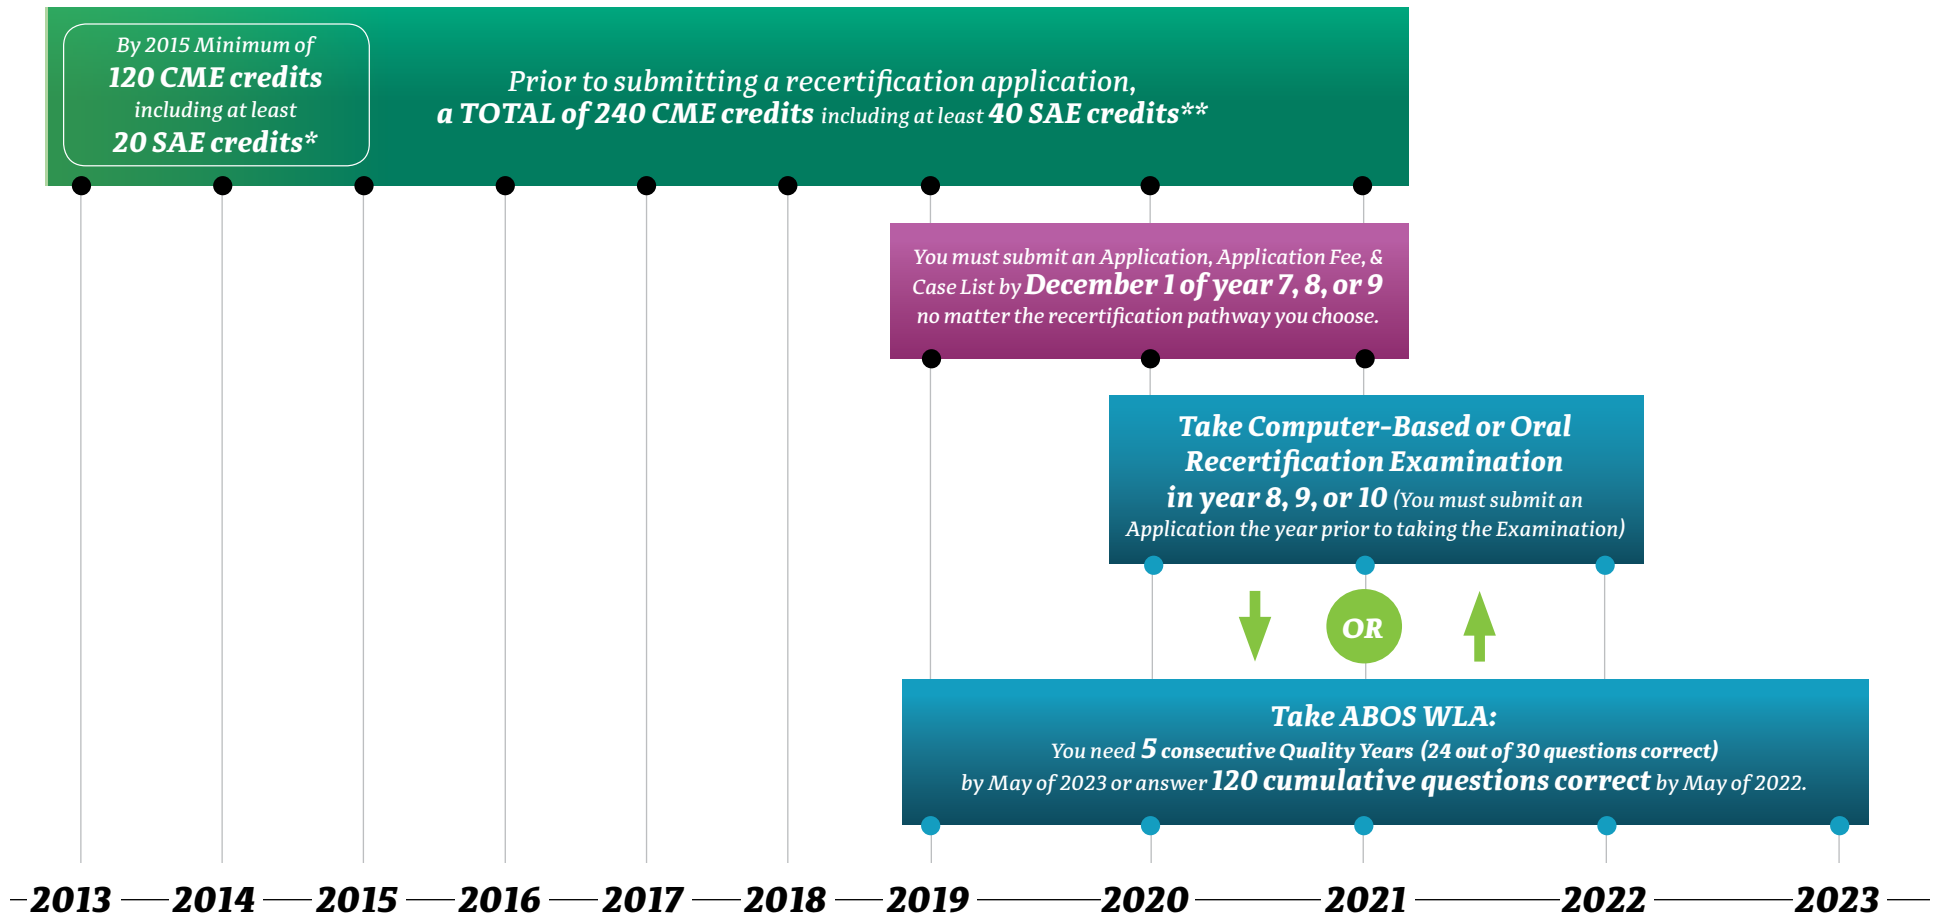 By 2015 Minimum of
120 CME credits
including at least
20 SAE credits*
Prior to submitting a recertification application,
a TOTAL of 240 CME credits including at least 40 SAE credits**
You must submit an Application, Application Fee, &
Case List by December 1 of year 7, 8, or 9
no matter the recertification pathway you choose.
Take Computer-Based or Oral
Recertification Examination
in year 8, 9, or 10 (You must submit an
Application the year prior to taking the Examination)
OR
Take ABOS WLA:
You need 5 consecutive Quality Years (24 out of 30 questions correct)
by May of 2023 or answer 120 cumulative questions correct by May of 2022.
2013 2014 2015 2016 2017 2018 2019 2020 2021 2022 2023